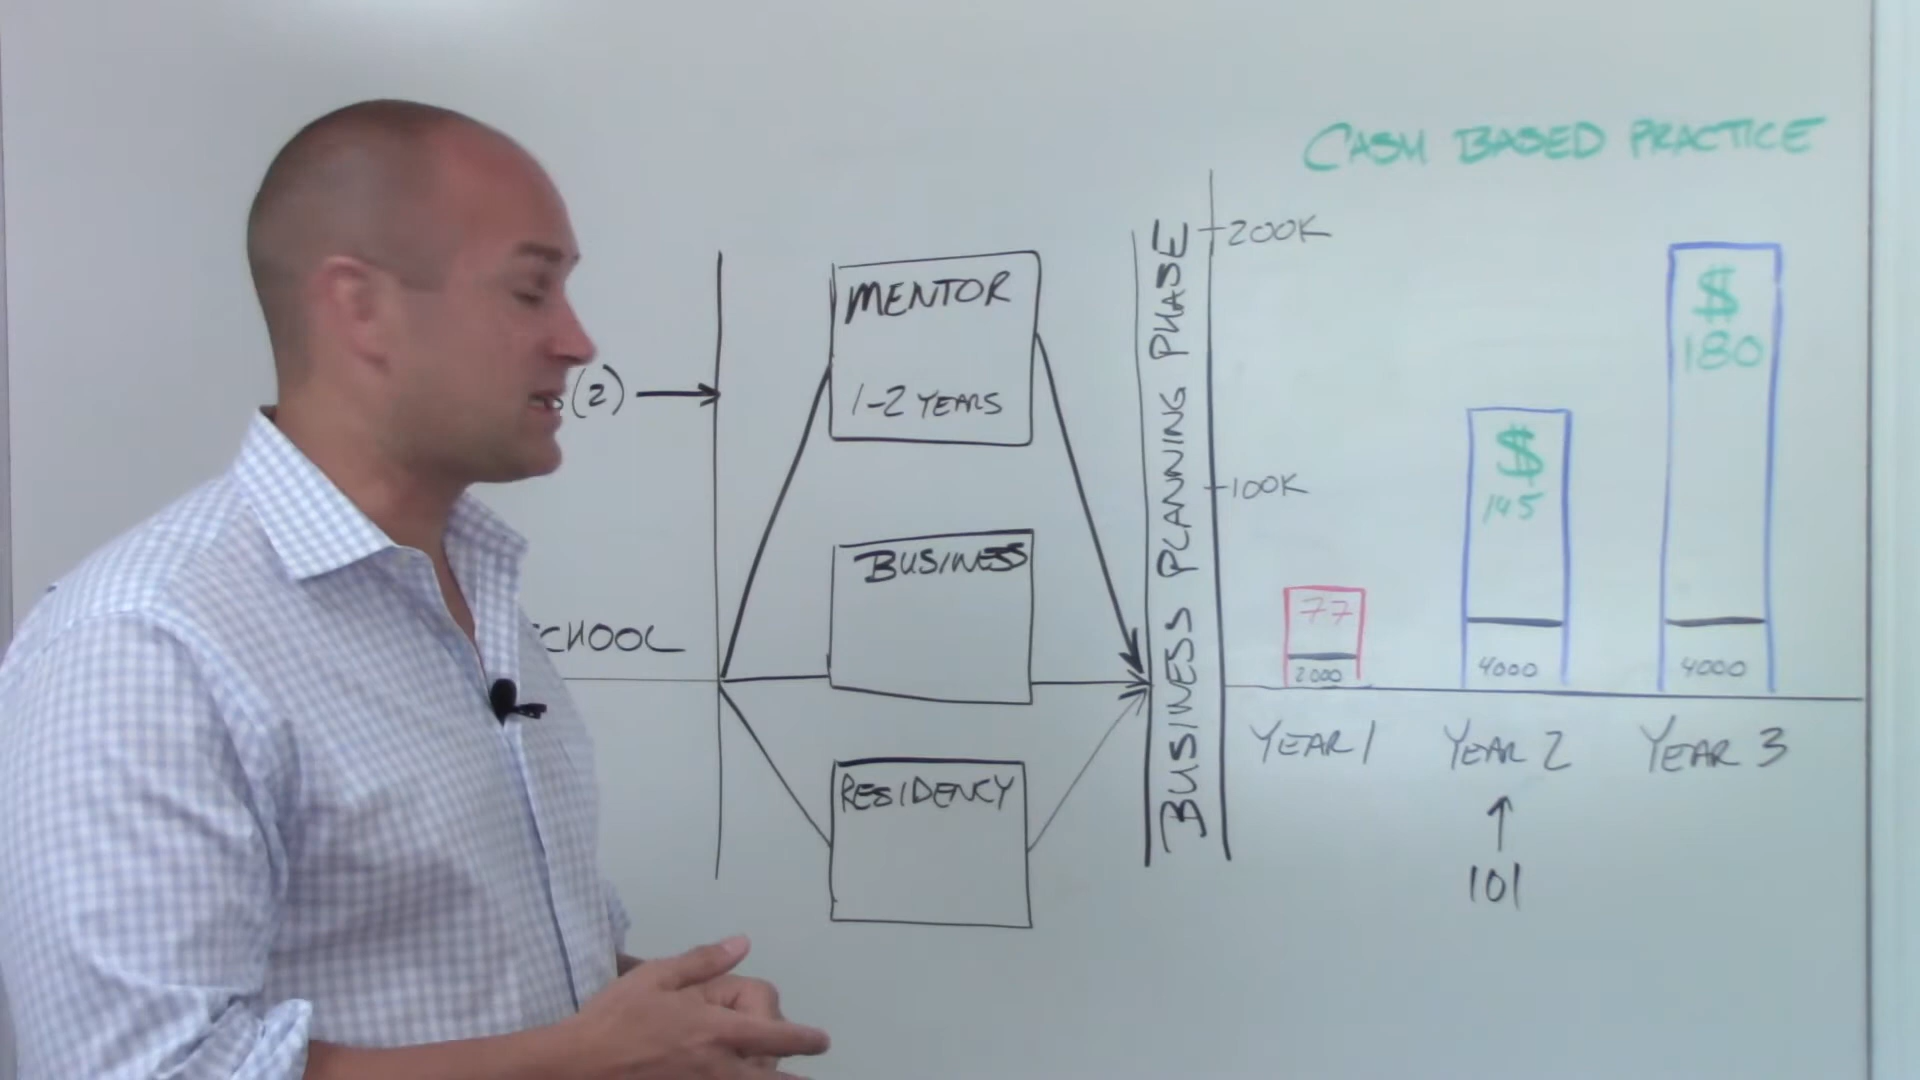 CASH BASED PRACTICE
200K
100K
MENTOR
1-2 YEARS
(2)
BUSINESS
CHOOL
RESIDENCY
BUSINESS PLANNING PHASE
77
2000
$
145
4000
$
180
4000
YEAR 1
YEAR 2
YEAR 3
101